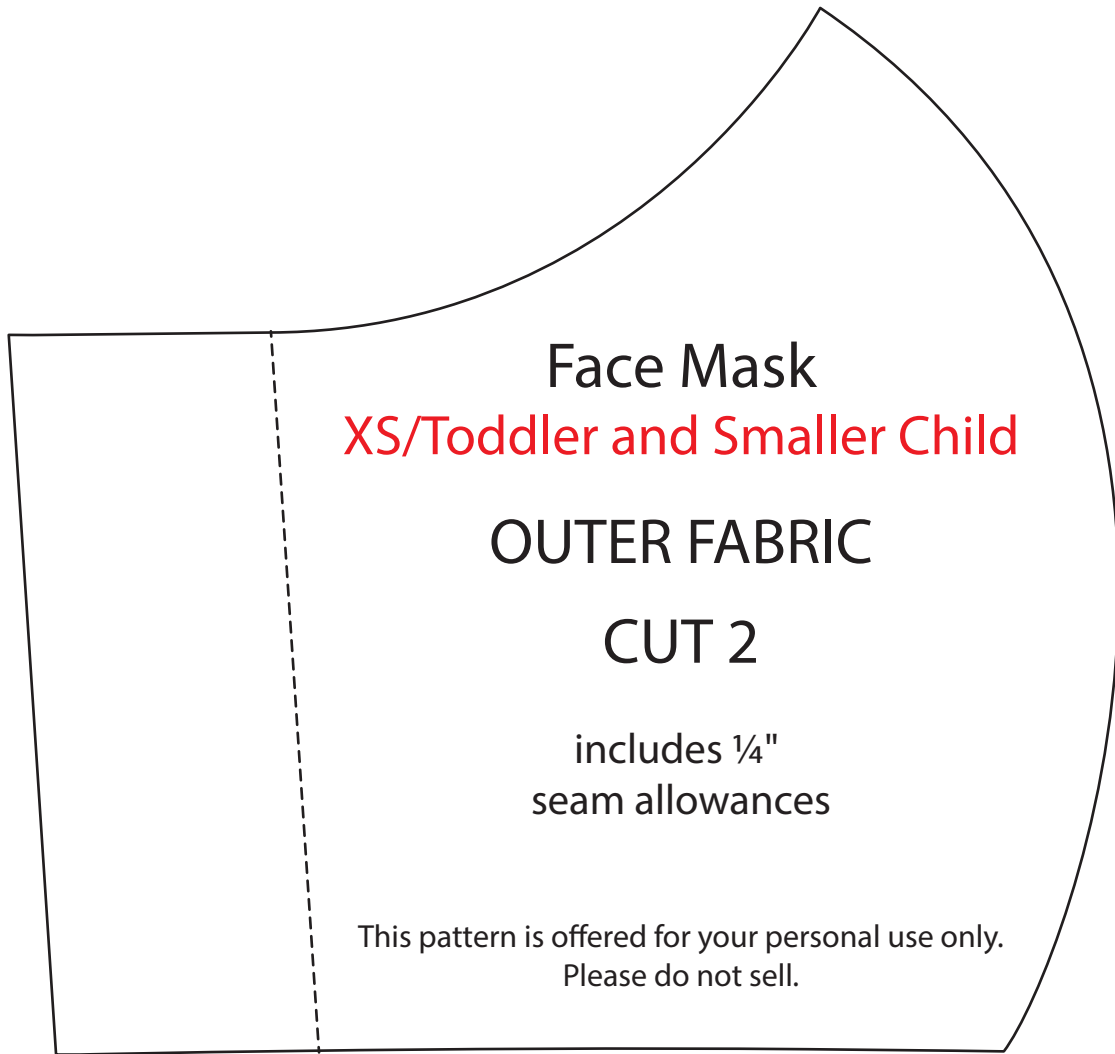 Face Mask
XS/Toddler and Smaller Child
OUTER FABRIC
CUT 2
includes ¼"
seam allowances
This pattern is offered for your personal use only.
Please do not sell.